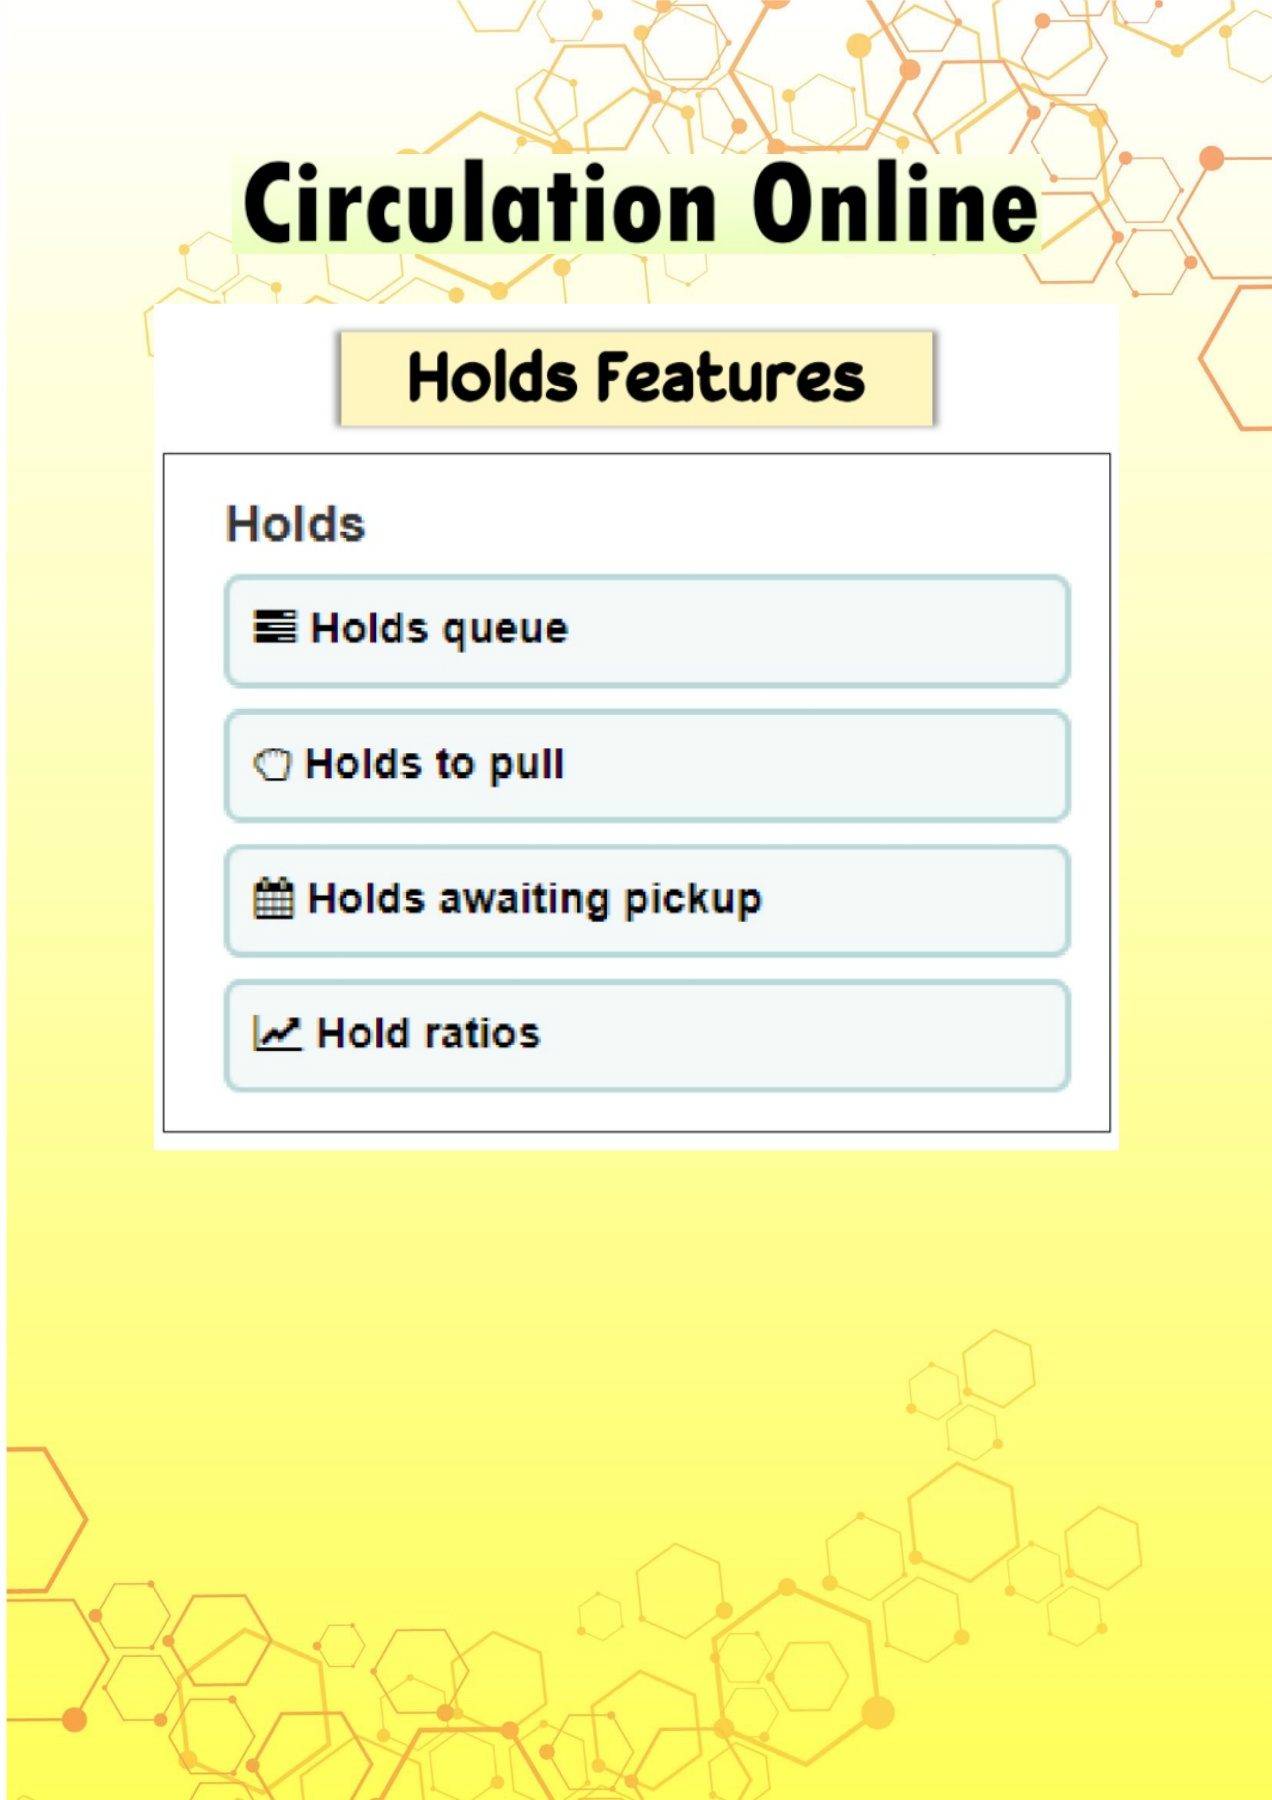 Circulation Online
Holds Features
Holds
Holds queue
Holds to pull
Holds awaiting pickup
Hold ratios